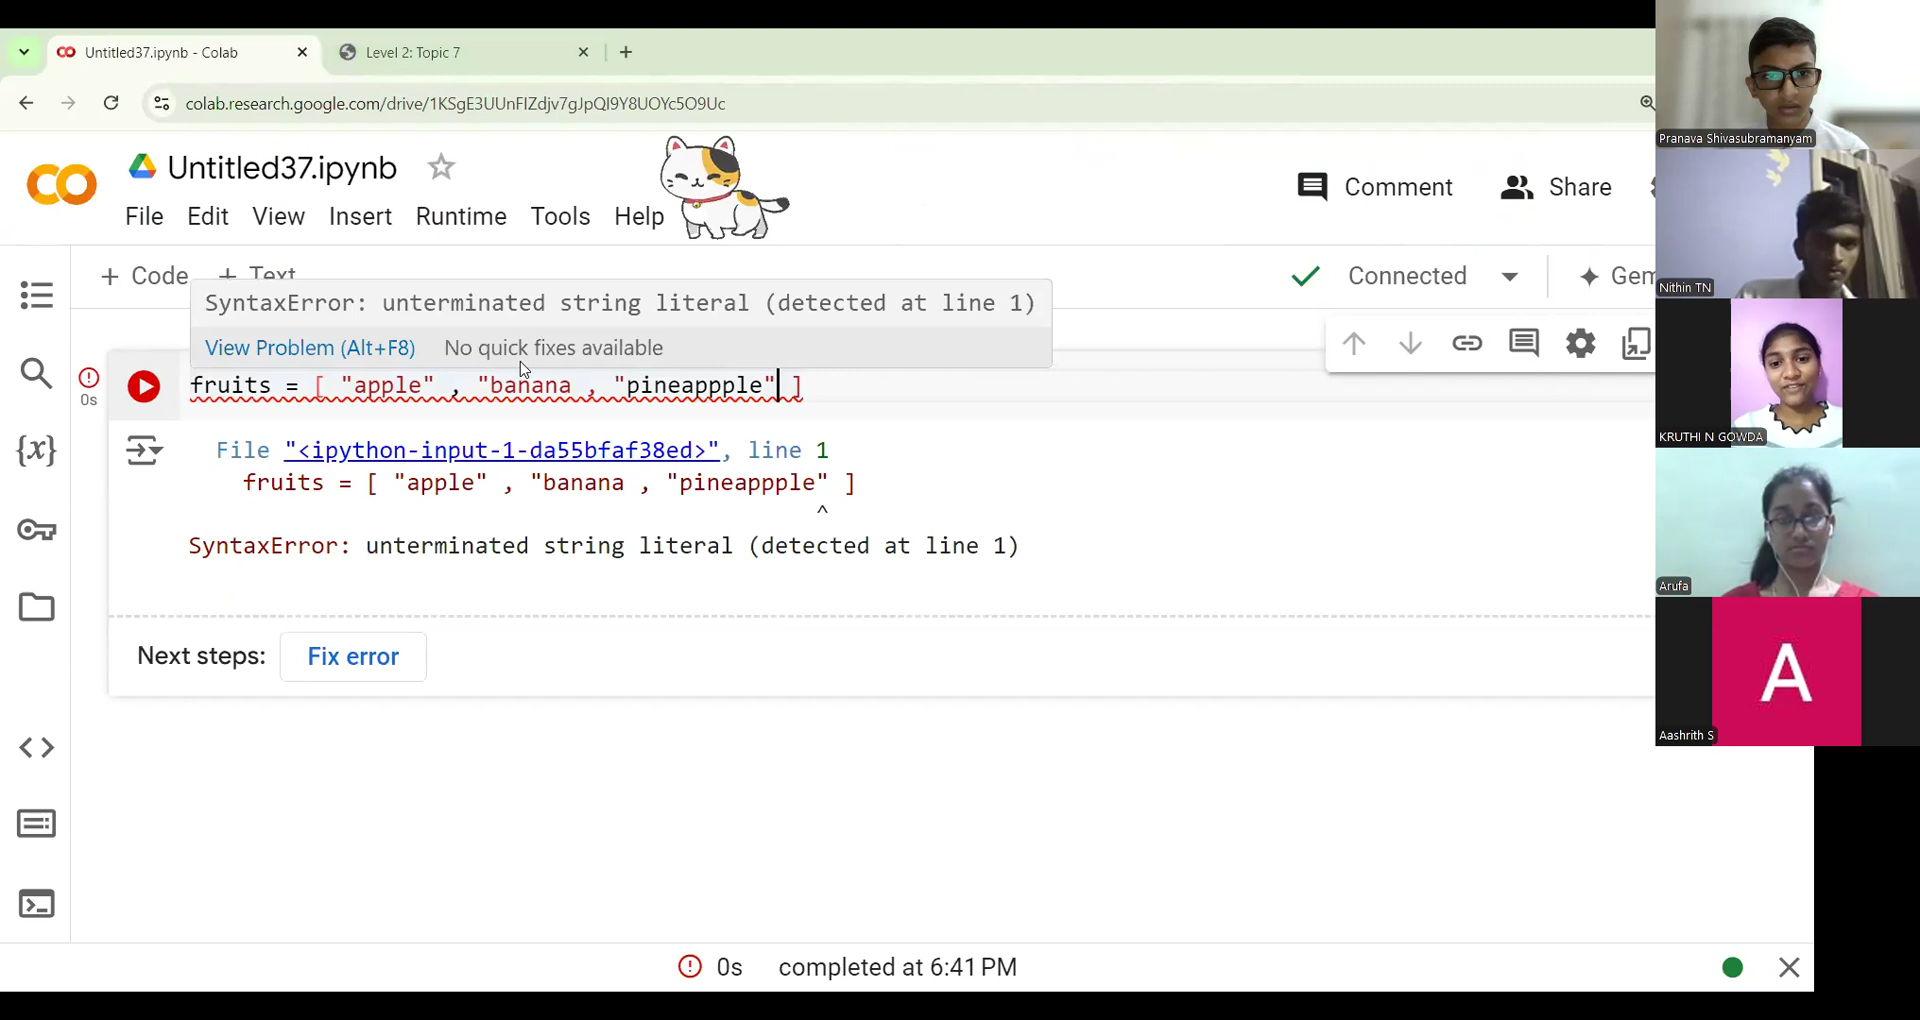 Untitled37.ipynb - Colab
Level 2: Topic 7
colab.research.google.com/drive/1KSgE3UUnFIZdjv7gJpQI9Y8UOYc5O9Uc
Pranava Shivasubramanyam
Untitled37.ipynb
File Edit View Insert Runtime Tools Help
Comment
Share
+ Code + Text
Connected
Gem
SyntaxError: unterminated string literal (detected at line 1)
View Problem (Alt+F8) No quick fixes available
Nithin TN
0s
fruits = [ "apple" , "banana , "pineappple" ]
File "<ipython-input-1-da55bfaf38ed>", line 1
fruits = [ "apple" , "banana , "pineappple" ]
^
SyntaxError: unterminated string literal (detected at line 1)
KRUTHI N GOWDA
Arufa
Next steps: Fix error
A
Aashrith S
0s completed at 6:41 PM